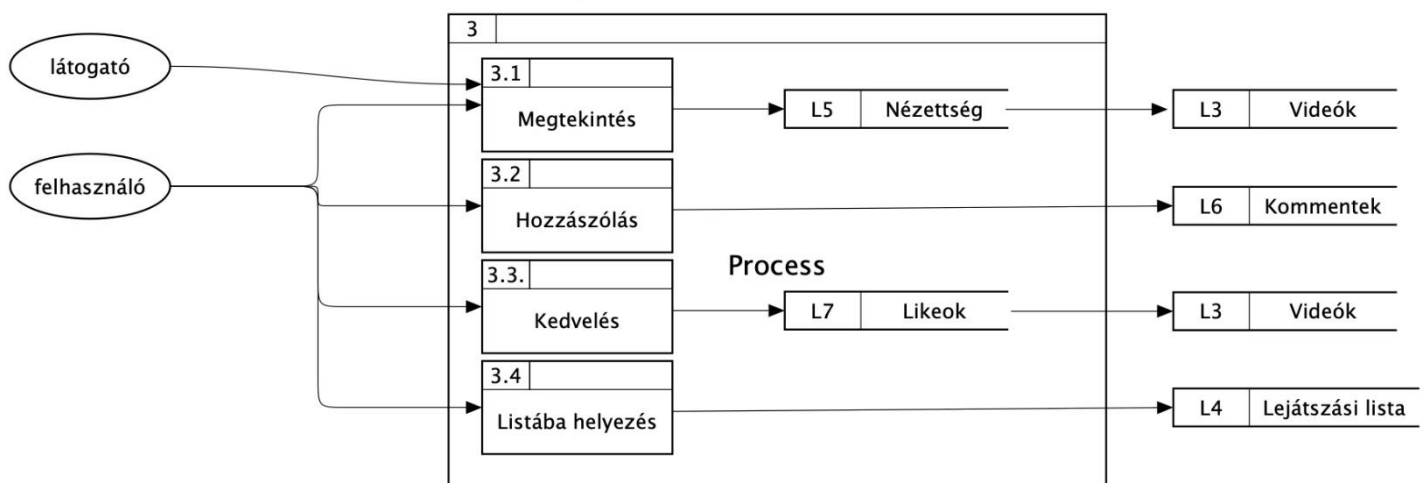 3
látogató
3.1
Megtekintés
L5 Nézettség
L3 Videók
felhasználó
3.2
Hozzászólás
L6 Kommentek
Process
3.3.
Kedvelés
L7 Likeok
L3 Videók
3.4
Listába helyezés
L4 Lejátszási lista